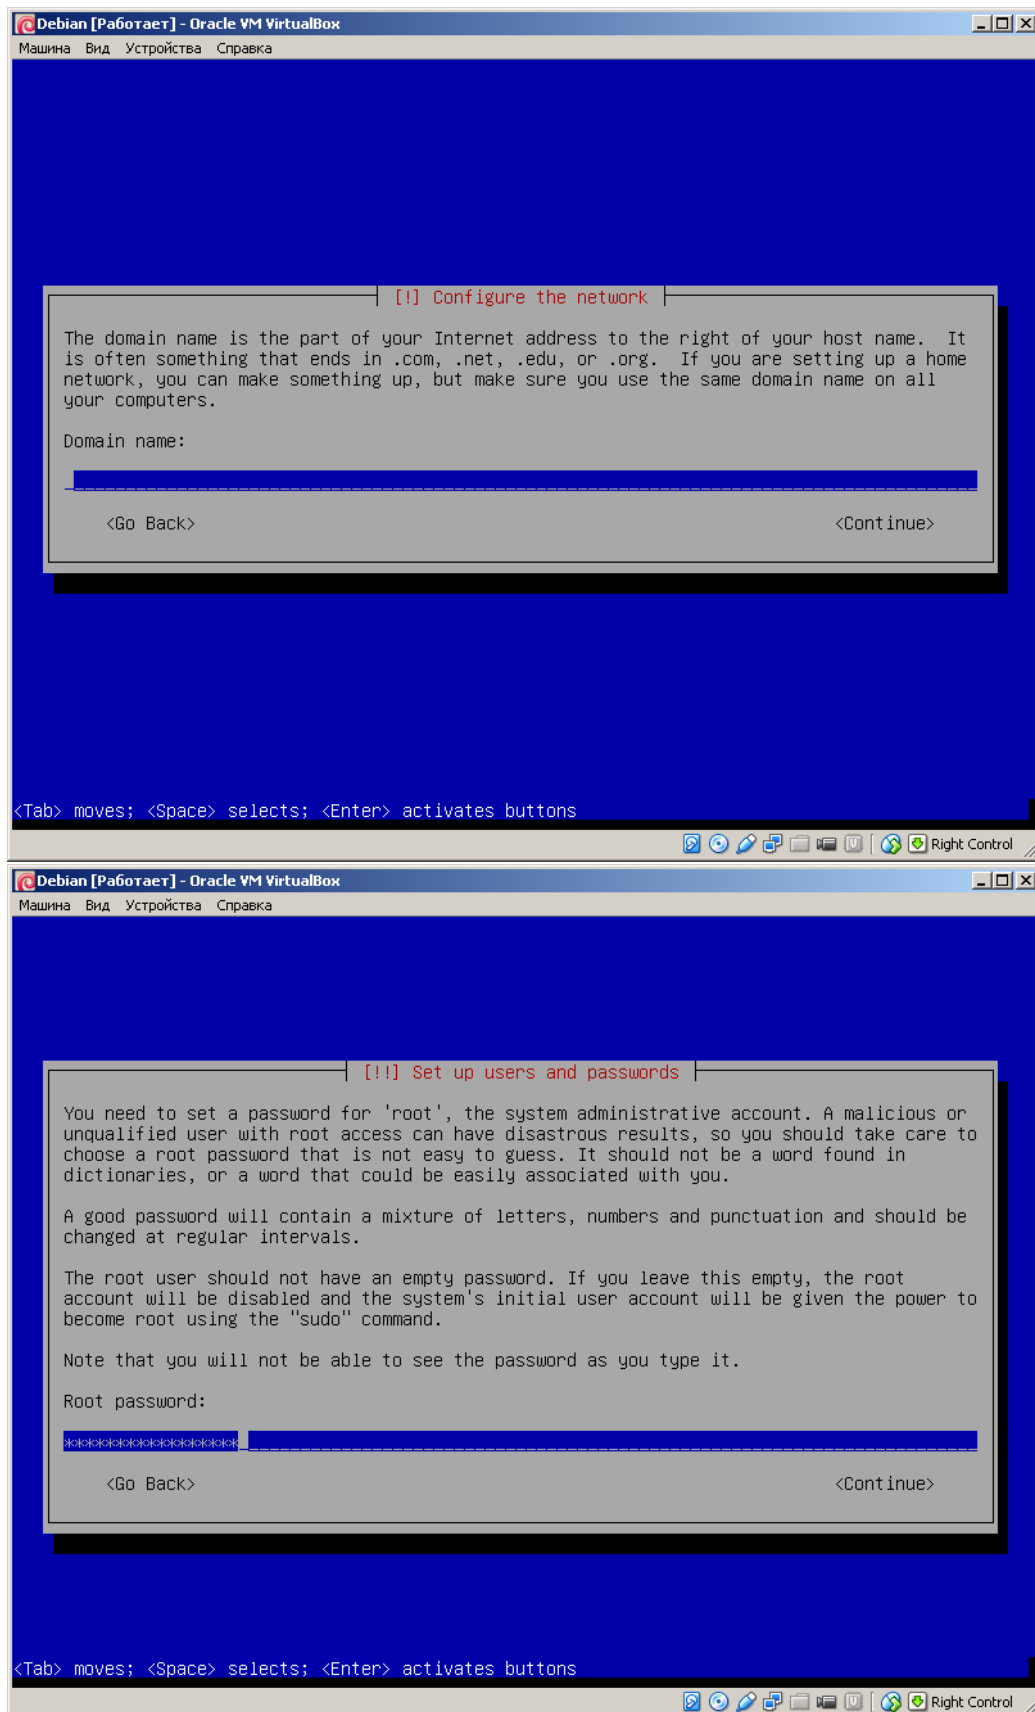 Debian [Работает] - Oracle VM VirtualBox
Машина Вид Устройства Справка
[!] Configure the network
The domain name is the part of your Internet address to the right of your host name.  It
is often something that ends in .com, .net, .edu, or .org.  If you are setting up a home
network, you can make something up, but make sure you use the same domain name on all
your computers.
Domain name:
<Go Back> <Continue>
<Tab> moves; <Space> selects; <Enter> activates buttons
Right Control
Debian [Работает] - Oracle VM VirtualBox
Машина Вид Устройства Справка
[!!] Set up users and passwords
You need to set a password for 'root', the system administrative account. A malicious or
unqualified user with root access can have disastrous results, so you should take care to
choose a root password that is not easy to guess. It should not be a word found in
dictionaries, or a word that could be easily associated with you.
A good password will contain a mixture of letters, numbers and punctuation and should be
changed at regular intervals.
The root user should not have an empty password. If you leave this empty, the root
account will be disabled and the system's initial user account will be given the power to
become root using the "sudo" command.
Note that you will not be able to see the password as you type it.
Root password:
*****************
<Go Back> <Continue>
<Tab> moves; <Space> selects; <Enter> activates buttons
Right Control